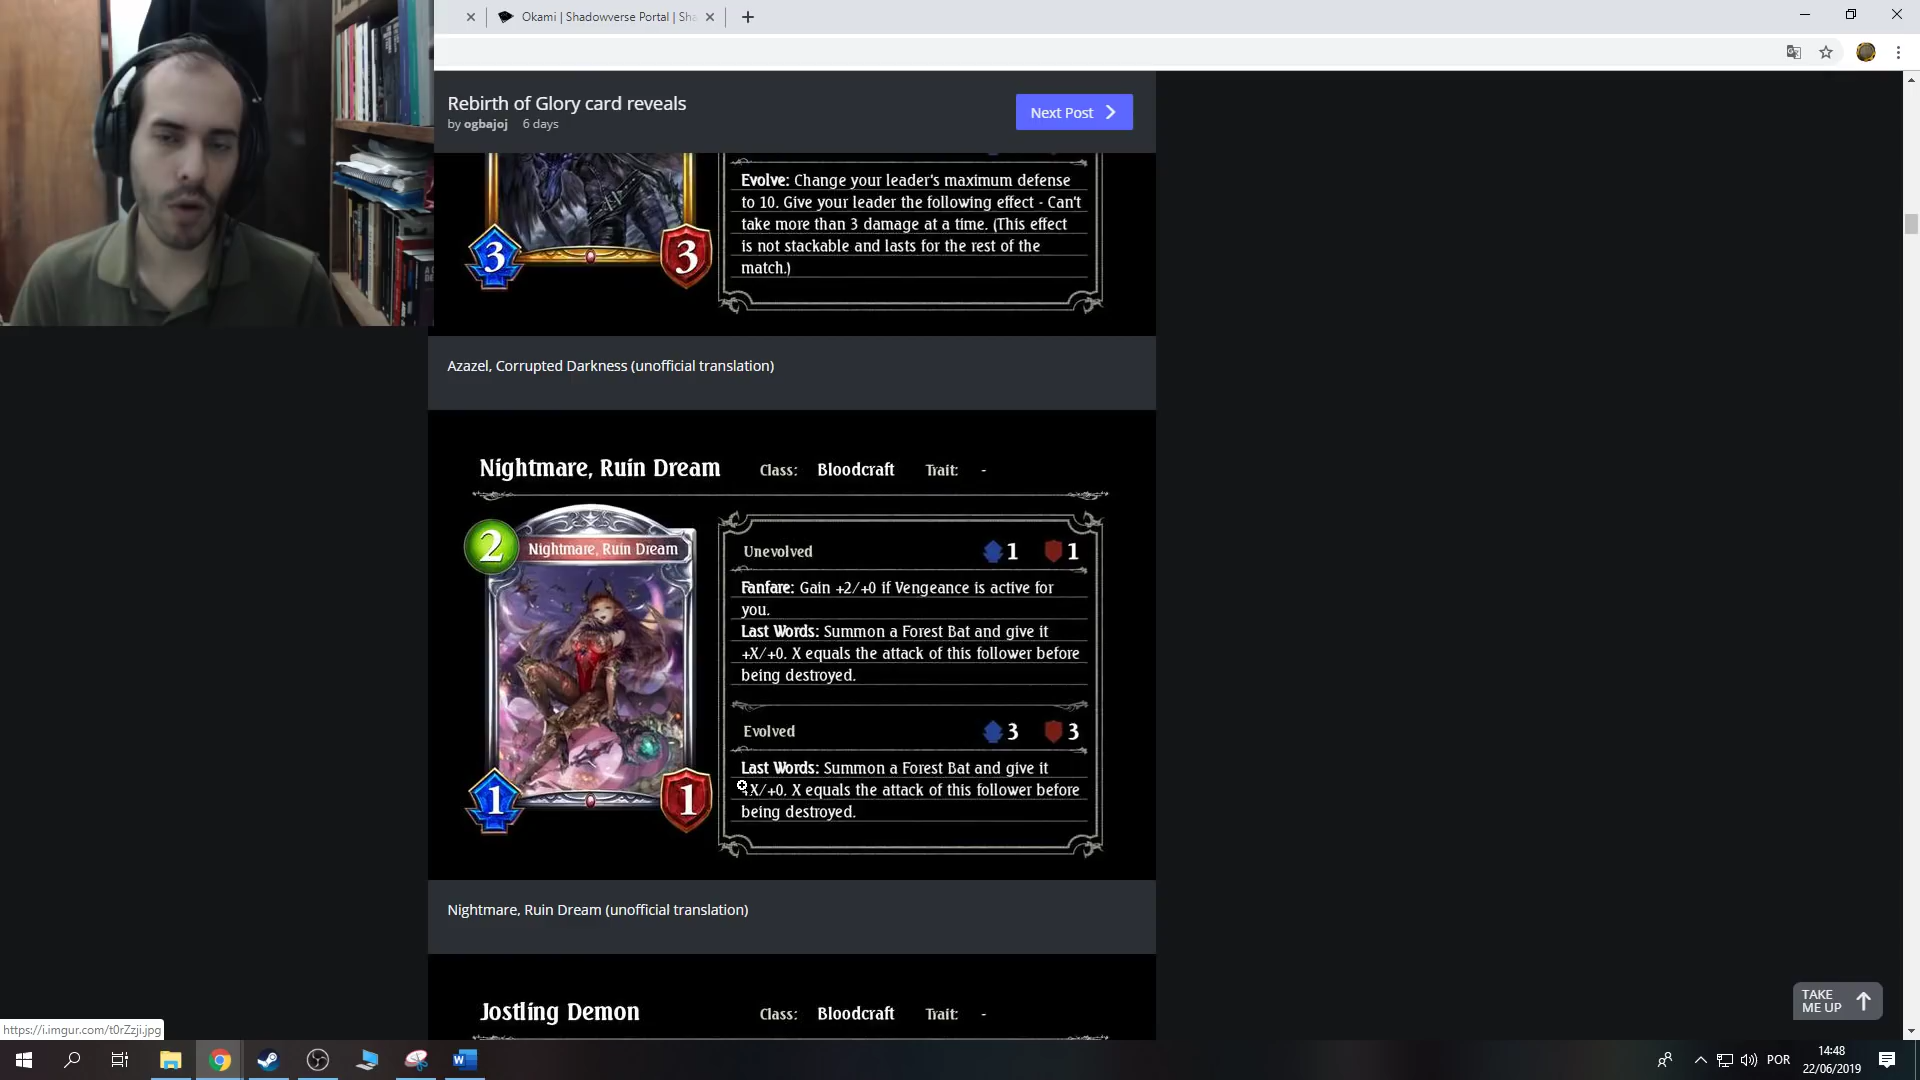 Okami | Shadowverse Portal | Sha
Rebirth of Glory card reveals
by ogbajoj 6 days
Next Post
Evolve: Change your leader's maximum defense
to 10. Give your leader the following effect - Can't
take more than 3 damage at a time. (This effect
is not stackable and lasts for the rest of the
match.)
3
3
Azazel, Corrupted Darkness (unofficial translation)
Nightmare, Ruin Dream Class: Bloodcraft Trait: -
2
Nightmare, Ruin Dream
1
1
Unevolved 1 1
Fanfare: Gain +2/+0 if Vengeance is active for
you.
Last Words: Summon a Forest Bat and give it
+X/+0. X equals the attack of this follower before
being destroyed.
Evolved 3 3
Last Words: Summon a Forest Bat and give it
+X/+0. X equals the attack of this follower before
being destroyed.
Nightmare, Ruin Dream (unofficial translation)
Jostling Demon Class: Bloodcraft Trait: -
TAKE
ME UP
https://i.imgur.com/t0rZzji.jpg
POR
14:48
22/06/2019